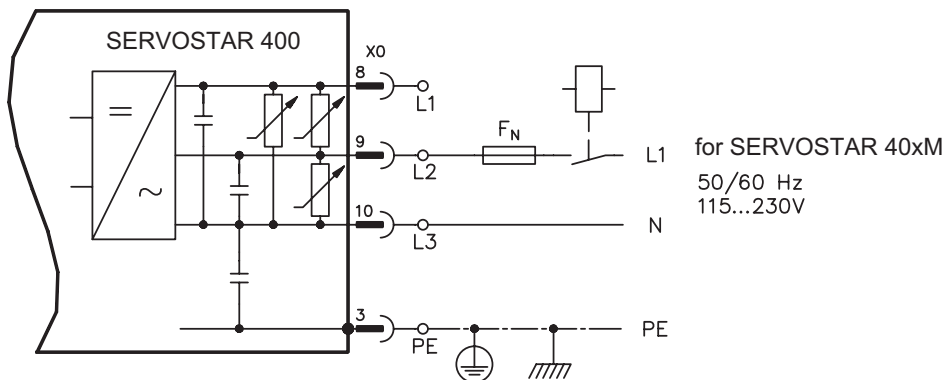 SERVOSTAR 400
X0
8
L1
9
L2
F_N
L1
for SERVOSTAR 40xM
50/60 Hz
115...230V
10
L3
N
3
PE
PE